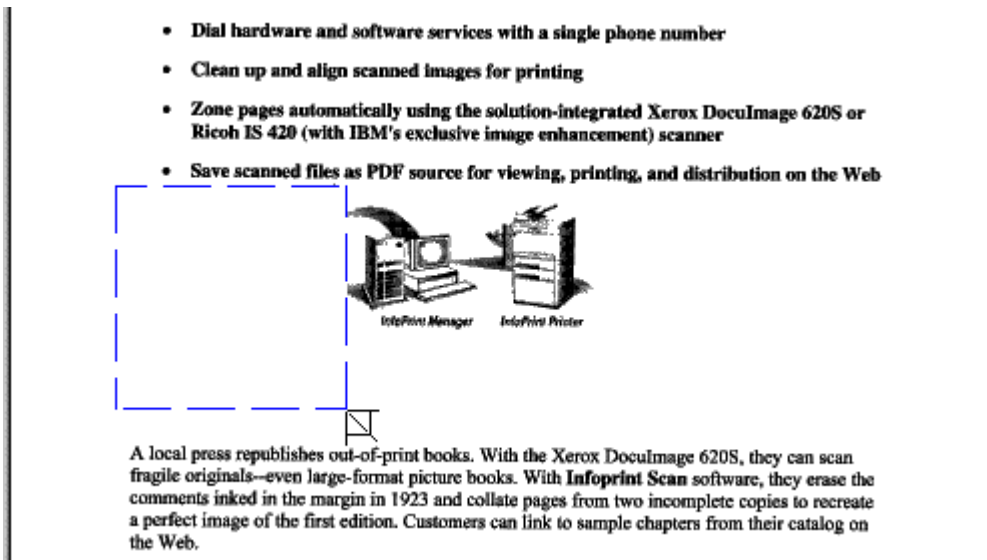 • Dial hardware and software services with a single phone number
• Clean up and align scanned images for printing
• Zone pages automatically using the solution-integrated Xerox DocuImage 620S or
Ricoh IS 420 (with IBM's exclusive image enhancement) scanner
• Save scanned files as PDF source for viewing, printing, and distribution on the Web
InfoPrint Manager InfoPrint Printer
A local press republishes out-of-print books. With the Xerox DocuImage 620S, they can scan
fragile originals--even large-format picture books. With Infoprint Scan software, they erase the
comments inked in the margin in 1923 and collate pages from two incomplete copies to recreate
a perfect image of the first edition. Customers can link to sample chapters from their catalog on
the Web.